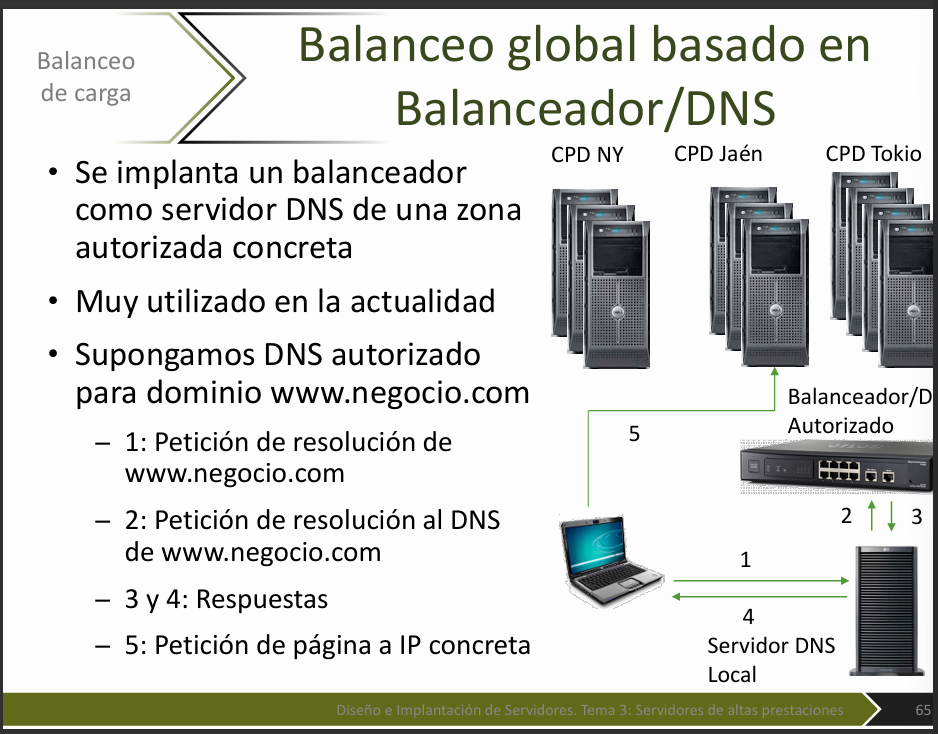 Balanceo
de carga
Balanceo global basado en
Balanceador/DNS
• Se implanta un balanceador
como servidor DNS de una zona
autorizada concreta
• Muy utilizado en la actualidad
• Supongamos DNS autorizado
para dominio www.negocio.com
– 1: Petición de resolución de
www.negocio.com
– 2: Petición de resolución al DNS
de www.negocio.com
– 3 y 4: Respuestas
– 5: Petición de página a IP concreta
CPD NY
CPD Jaén
CPD Tokio
Balanceador/D
Autorizado
5
2
3
1
4
Servidor DNS
Local
Diseño e Implantación de Servidores. Tema 3: Servidores de altas prestaciones
65